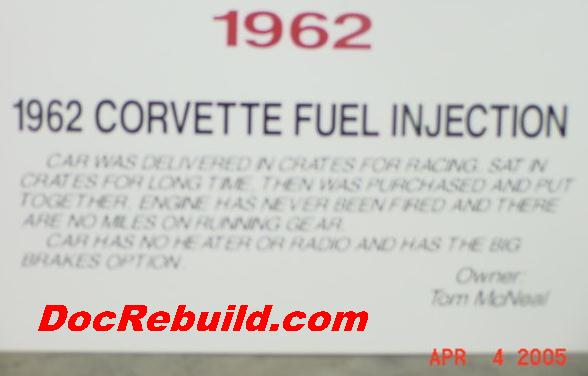 1962
1962 CORVETTE FUEL INJECTION
CAR WAS DELIVERED IN CRATES FOR RACING. SAT IN
CRATES FOR LONG TIME, THEN WAS PURCHASED AND PUT
TOGETHER. ENGINE HAS NEVER BEEN FIRED AND THERE
ARE NO MILES ON RUNNING GEAR.
CAR HAS NO HEATER OR RADIO AND HAS THE BIG
BRAKES OPTION.
Owner:
Tom McNeal
DocRebuild.com
APR 4 2005